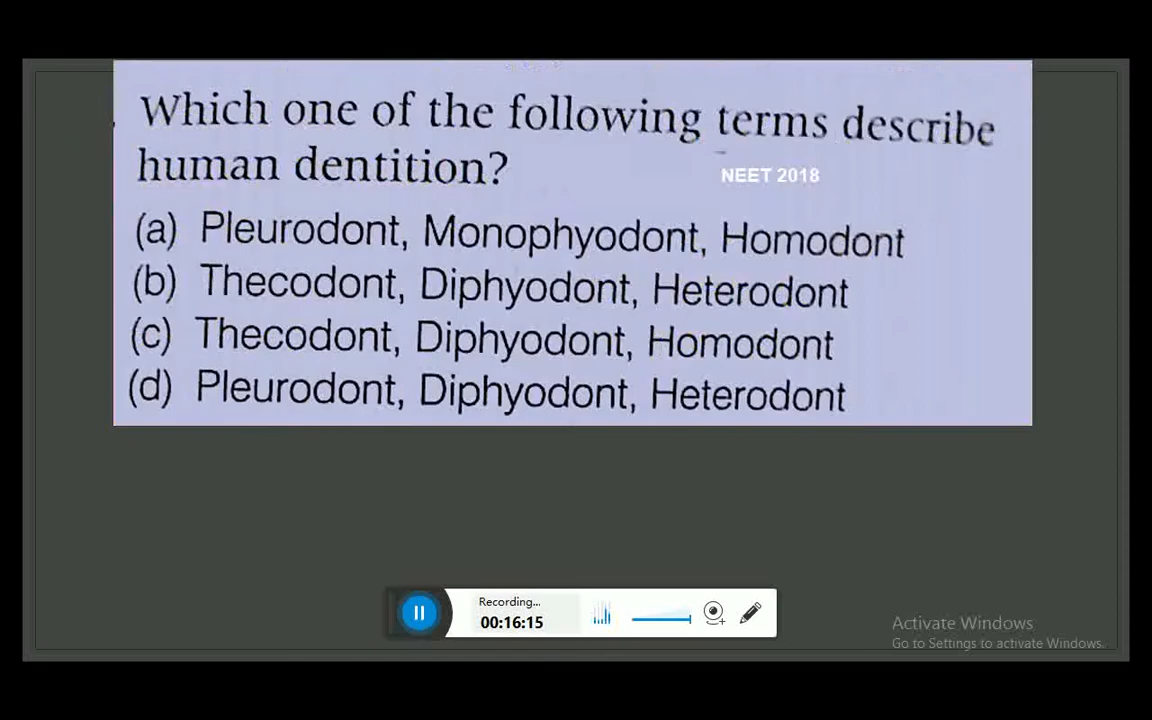 Which one of the following terms describe
human dentition?
NEET 2018
(a) Pleurodont, Monophyodont, Homodont
(b) Thecodont, Diphyodont, Heterodont
(c) Thecodont, Diphyodont, Homodont
(d) Pleurodont, Diphyodont, Heterodont
Recording...
00:16:15
Activate Windows
Go to Settings to activate Windows.